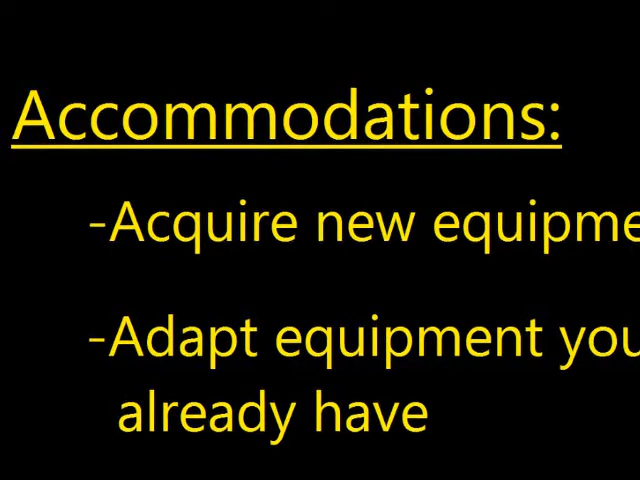 Accommodations:
-Acquire new equipme
-Adapt equipment you
already have